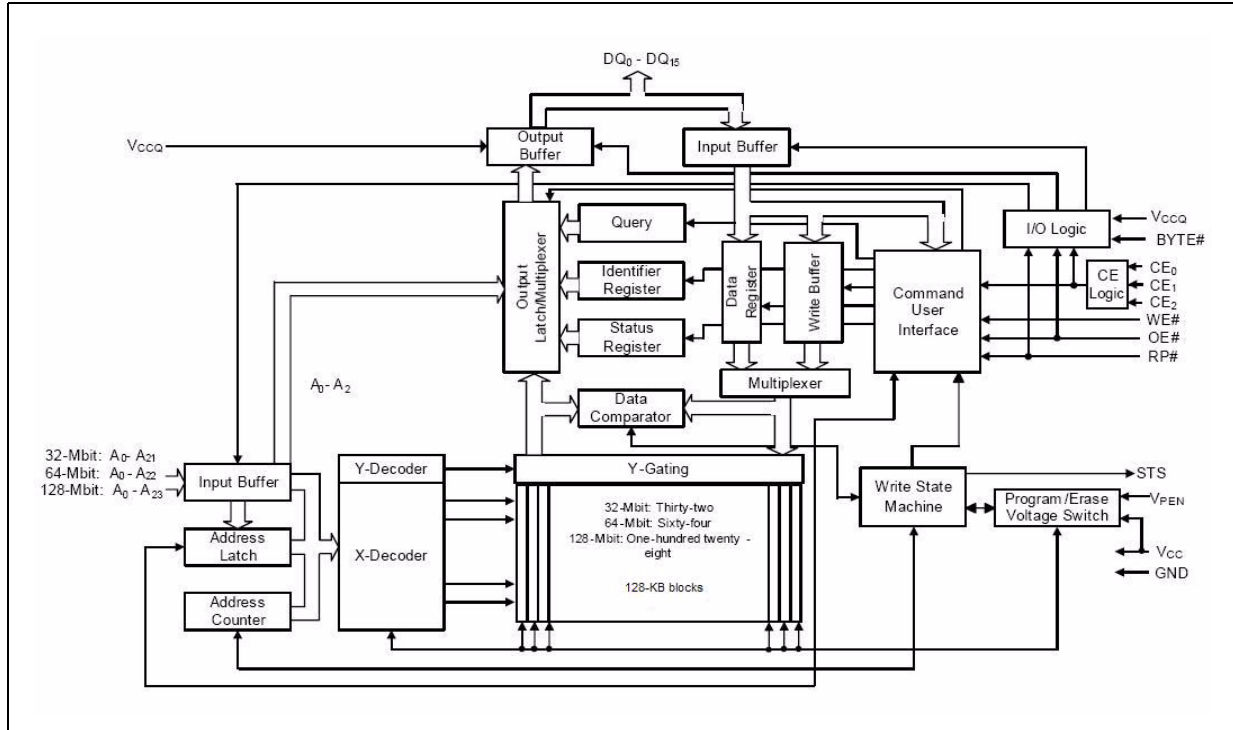 DQ0 - DQ15
VCCQ
Output
Buffer
Input Buffer
Output
Latch/Multiplexer
Query
Identifier
Register
Status
Register
Data
Register
Write Buffer
Command
User
Interface
I/O Logic
VCCQ
BYTE#
CE
Logic
CE0
CE1
CE2
WE#
OE#
RP#
A0- A2
Data
Comparator
Multiplexer
32-Mbit: A0- A21
64-Mbit: A0 - A22
128-Mbit: A0 - A23
Input Buffer
Address
Latch
Address
Counter
Y-Decoder
X-Decoder
Y-Gating
32-Mbit: Thirty-two
64-Mbit: Sixty-four
128-Mbit: One-hundred twenty -
eight
128-KB blocks
Write State
Machine
STS
Program /Erase
Voltage Switch
VPEN
VCC
GND